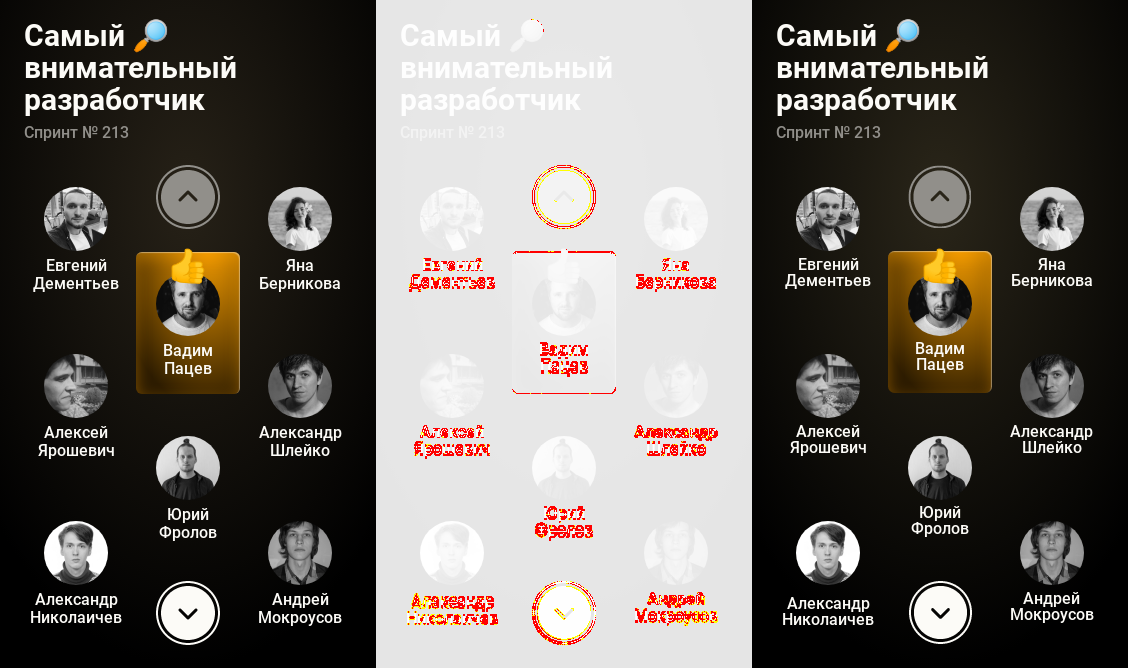 Самый 🔎
внимательный
разработчик
Спринт № 213
Евгений
Дементьев
Яна
Берникова
Вадим
Пацев
Алексей
Ярошевич
Александр
Шлейко
Юрий
Фролов
Александр
Николаичев
Андрей
Мокроусов
Самый 🔎
внимательный
разработчик
Спринт № 213
Евгений
Дементьев
Яна
Берникова
Вадим
Пацев
Алексей
Ярошевич
Александр
Шлейко
Юрий
Фролов
Александр
Николаичев
Андрей
Мокроусов
Самый 🔎
внимательный
разработчик
Спринт № 213
Евгений
Дементьев
Яна
Берникова
Вадим
Пацев
Алексей
Ярошевич
Александр
Шлейко
Юрий
Фролов
Александр
Николаичев
Андрей
Мокроусов